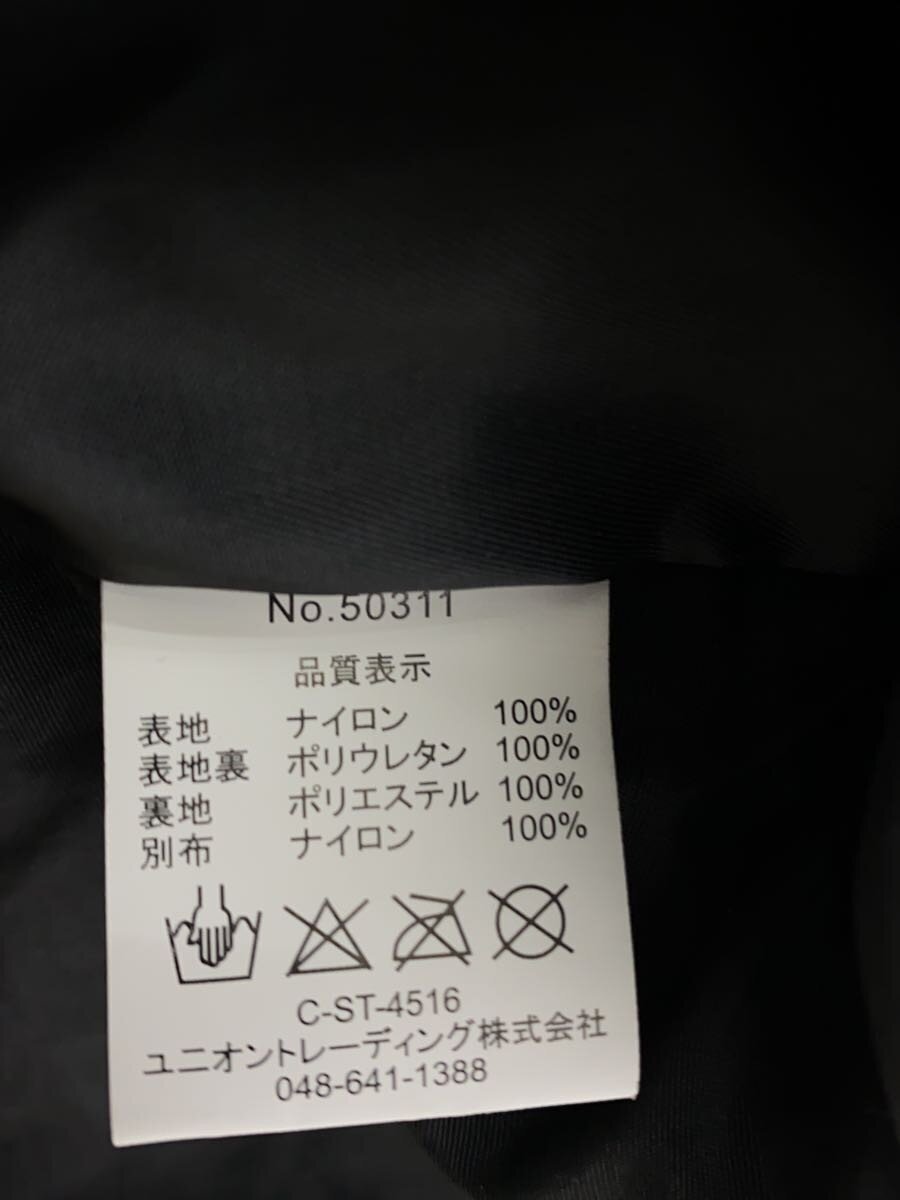 No.50311
品質表示
表地 ナイロン 100%
表地裏 ポリウレタン 100%
裏地 ポリエステル 100%
別布 ナイロン 100%
C-ST-4516
ユニオントレーディング株式会社
048-641-1388